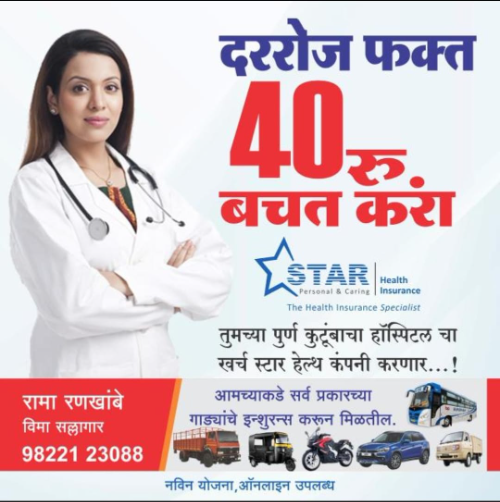 दररोज फक्त
40 रु
बचत करा
STAR Health
Personal & Caring Insurance
The Health Insurance Specialist
तुमच्या पुर्ण कुटूंबाचा हॉस्पिटल चा
खर्च स्टार हेल्थ कंपनी करणार...!
रामा रणखांबे
विमा सल्लागार
98221 23088
आमच्याकडे सर्व प्रकारच्या
गाड्यांचे इन्शुरन्स करून मिळतील.
नविन योजना,ऑनलाइन उपलब्ध